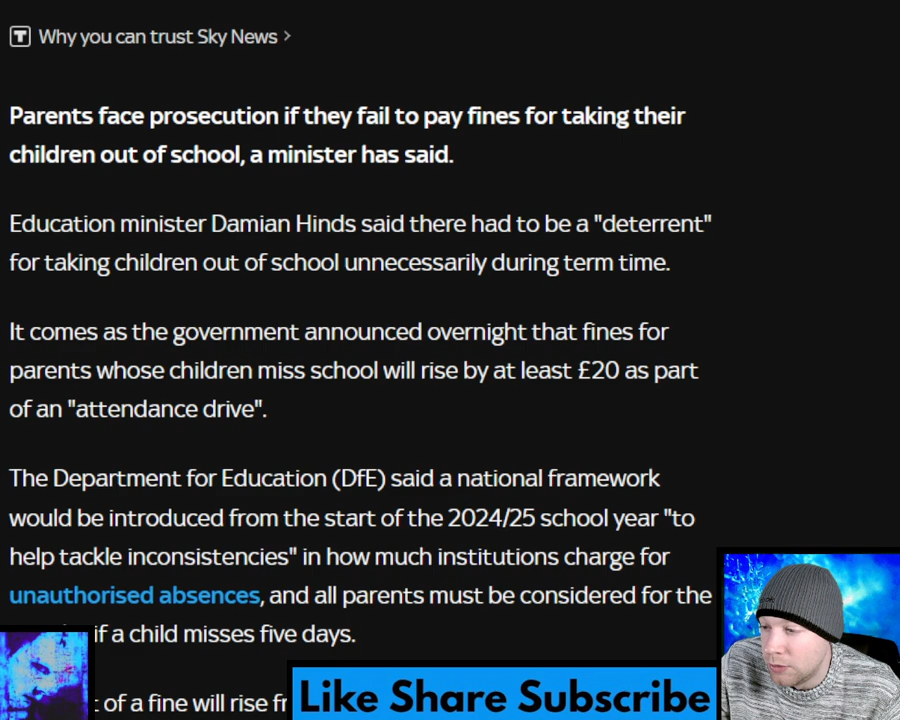 T Why you can trust Sky News >
Parents face prosecution if they fail to pay fines for taking their
children out of school, a minister has said.
Education minister Damian Hinds said there had to be a "deterrent"
for taking children out of school unnecessarily during term time.
It comes as the government announced overnight that fines for
parents whose children miss school will rise by at least £20 as part
of an "attendance drive".
The Department for Education (DfE) said a national framework
would be introduced from the start of the 2024/25 school year "to
help tackle inconsistencies" in how much institutions charge for
unauthorised absences, and all parents must be considered for the
if a child misses five days.
of a fine will rise
Like Share Subscribe